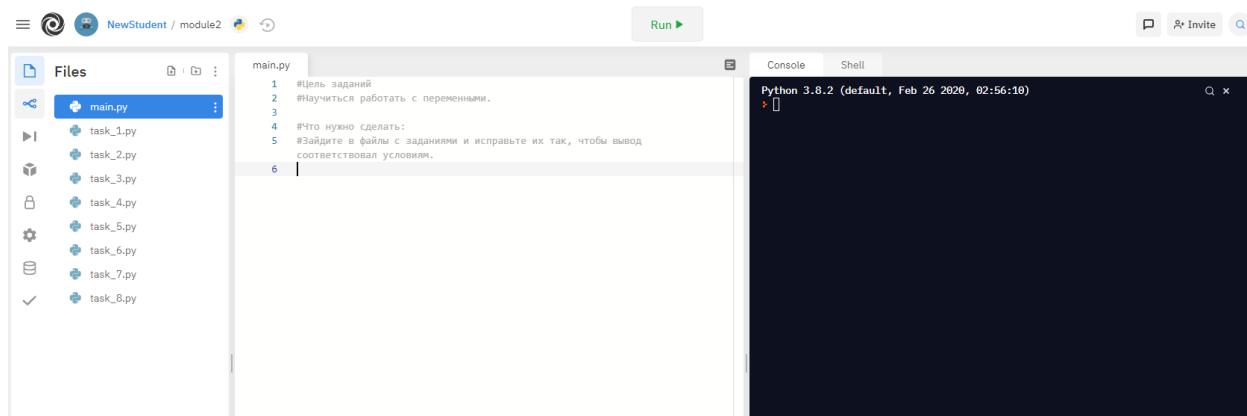 NewStudent / module2
Run
Invite
Files
main.py
task_1.py
task_2.py
task_3.py
task_4.py
task_5.py
task_6.py
task_7.py
task_8.py
main.py
1 #Цель заданий
2 #Научиться работать с переменными.
3
4 #Что нужно сделать:
5 #Зайдите в файлы с заданиями и исправьте их так, чтобы вывод
соответствовал условиям.
6
Console Shell
Python 3.8.2 (default, Feb 26 2020, 02:56:10)